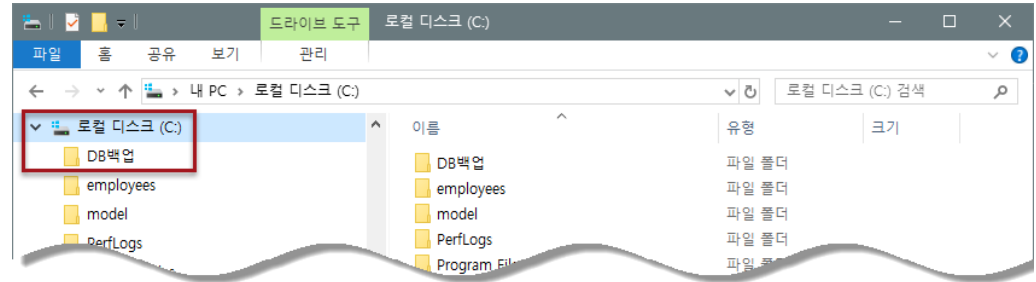 드라이브 도구 로컬 디스크 (C:)
파일 홈 공유 보기 관리
내 PC › 로컬 디스크 (C:) 로컬 디스크 (C:) 검색
로컬 디스크 (C:)
DB백업
employees
model
PerfLogs
이름 유형 크기
DB백업 파일 폴더
employees 파일 폴더
model 파일 폴더
PerfLogs 파일 폴더
Program 파일